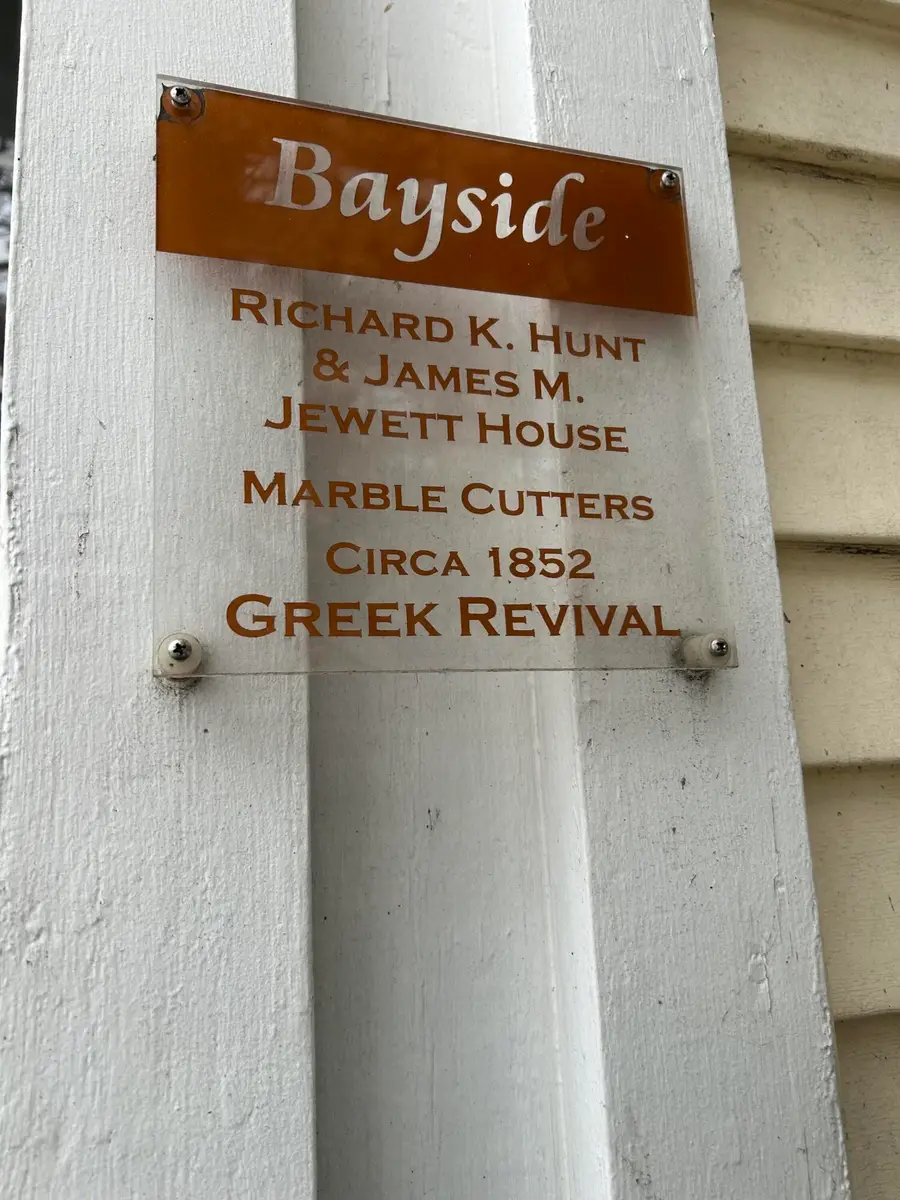 Bayside
RICHARD K. HUNT
& JAMES M.
JEWETT HOUSE
MARBLE CUTTERS
CIRCA 1852
GREEK REVIVAL